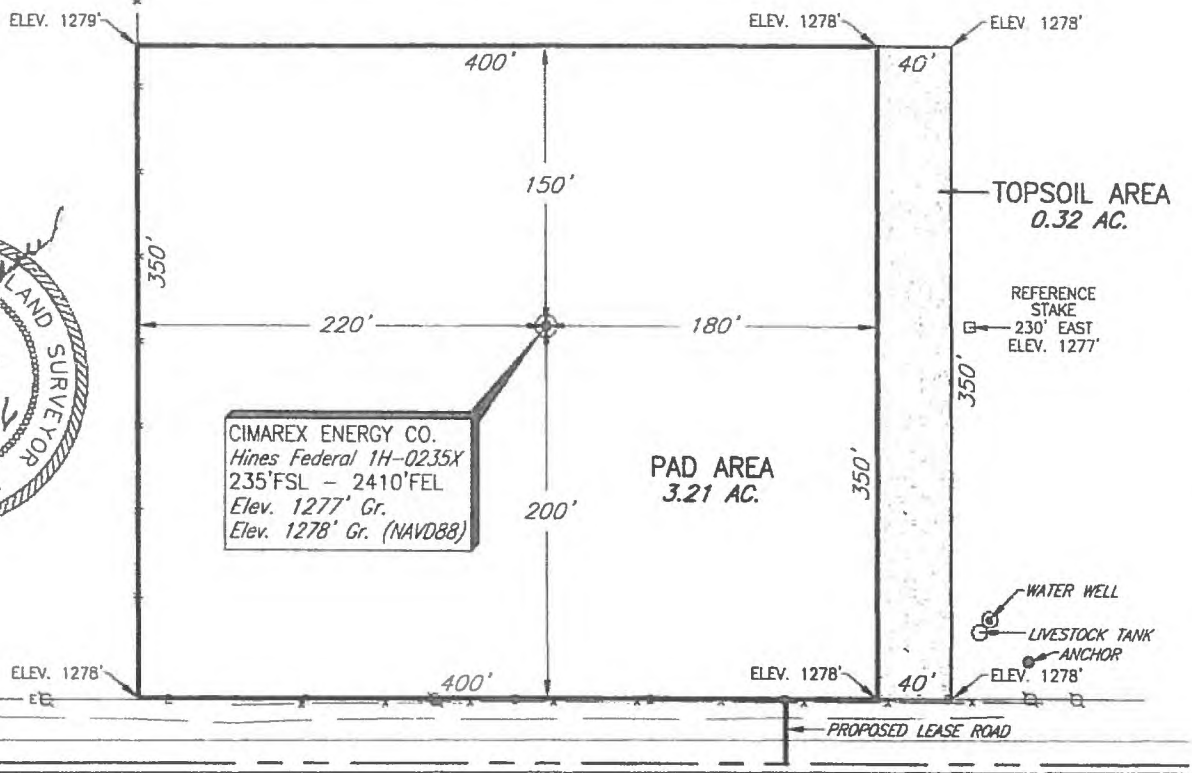 ELEV. 1279'
ELEV. 1278'
ELEV. 1278'
400'
40'
150'
TOPSOIL AREA
0.32 AC.
350'
LAND SURVEYOR
REFERENCE
STAKE
230' EAST
ELEV. 1277'
220'
180'
350'
CIMAREX ENERGY CO.
Hines Federal 1H-0235X
235'FSL - 2410'FEL
Elev. 1277' Gr.
Elev. 1278' Gr. (NAVD88)
PAD AREA
3.21 AC.
350'
200'
WATER WELL
LIVESTOCK TANK
ANCHOR
ELEV. 1278'
400'
ELEV. 1278'
40'
ELEV. 1278'
PROPOSED LEASE ROAD